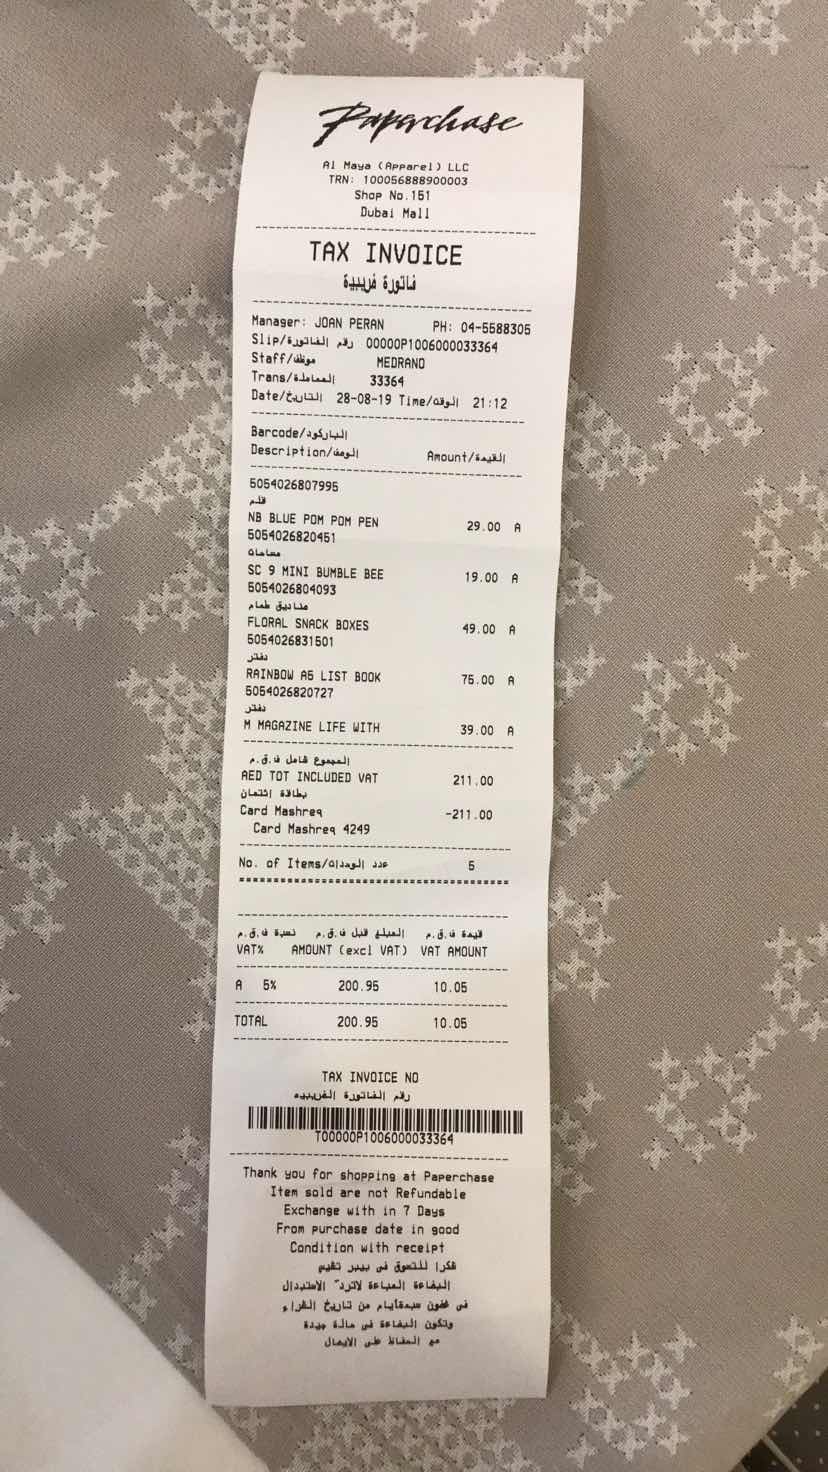 Paperchase
Al Maya (Apparel) LLC
TRN: 100056888900003
Shop No.151
Dubai Mall
TAX INVOICE
فاتورة ضريبية
Manager: JOAN PERAN PH: 04-5588305
Slip/رقم الفاتورة 00000P1006000033364
Staff/موظف MEDRANO
Trans/المعاملة 33364
Date/التاريخ 28-08-19 Time/الوقت 21:12
Barcode/الباركود
Description/الوصف Amount/القيمة
5054026807995
قلم
NB BLUE POM POM PEN 29.00 A
5054026820451
مساحات
SC 9 MINI BUMBLE BEE 19.00 A
5054026804093
صناديق طعام
FLORAL SNACK BOXES 49.00 A
5054026831501
دفتر
RAINBOW A5 LIST BOOK 75.00 A
5054026820727
دفتر
M MAGAZINE LIFE WITH 39.00 A
المجموع شامل ف.ق.م
AED TOT INCLUDED VAT 211.00
بطاقة ائتمان
Card Mashreq -211.00
Card Mashreq 4249
No. of Items/عدد الوحدات 5
نسبة ف.ق.م المبلغ قبل ف.ق.م قيمة ف.ق.م
VAT% AMOUNT (excl VAT) VAT AMOUNT
A 5% 200.95 10.05
TOTAL 200.95 10.05
TAX INVOICE NO
رقم الفاتورة الضريبيه
T00000P1006000033364
Thank you for shopping at Paperchase
Item sold are not Refundable
Exchange with in 7 Days
From purchase date in good
Condition with receipt
شكرا للتسوق في بيبر تشيس
البضاعة المباعة لاترد" الاستبدال
في غضون سبعةأيام من تاريخ الشراء
وتكون البضاعة في حالة جيدة
مع الحفاظ على الايصال